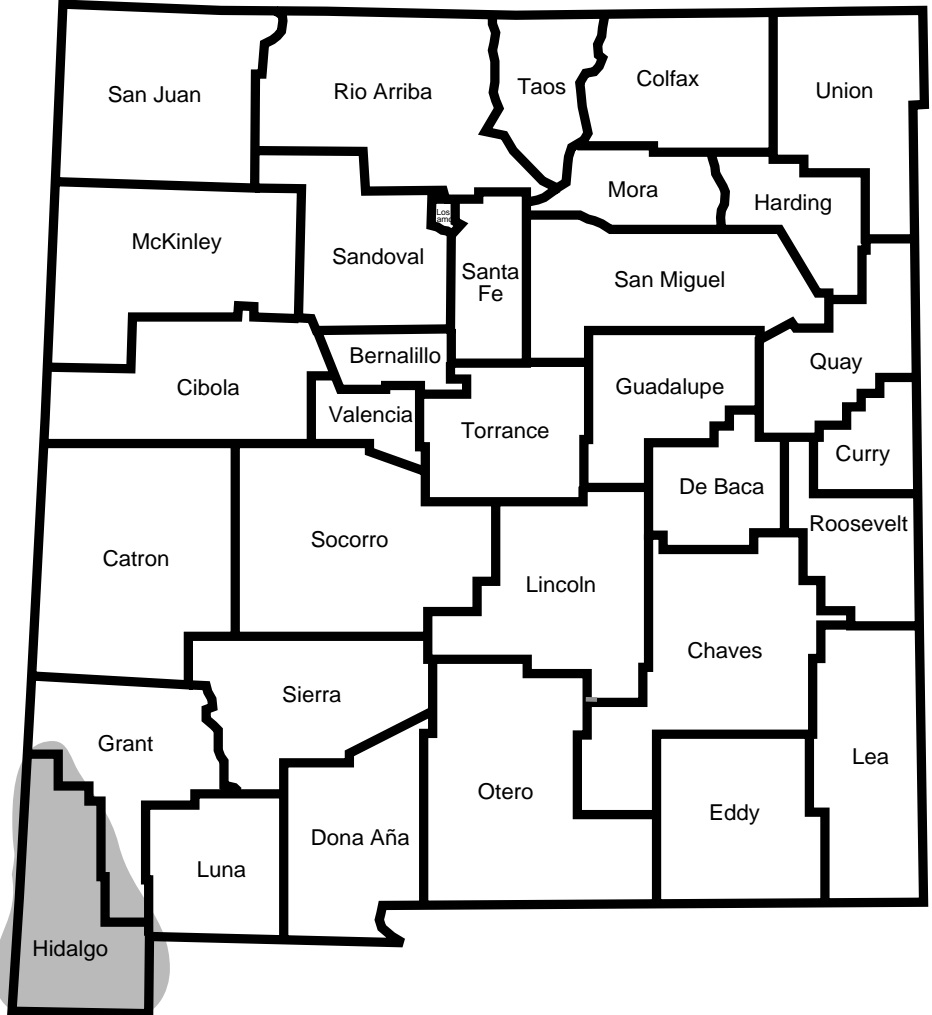 San Juan
Rio Arriba
Taos
Colfax
Union
Mora
Harding
McKinley
Los
Sandoval
Santa
Fe
San Miguel
Bernalillo
Quay
Cibola
Guadalupe
Valencia
Torrance
Curry
De Baca
Roosevelt
Socorro
Catron
Lincoln
Chaves
Sierra
Grant
Lea
Otero
Eddy
Dona Aña
Luna
Hidalgo